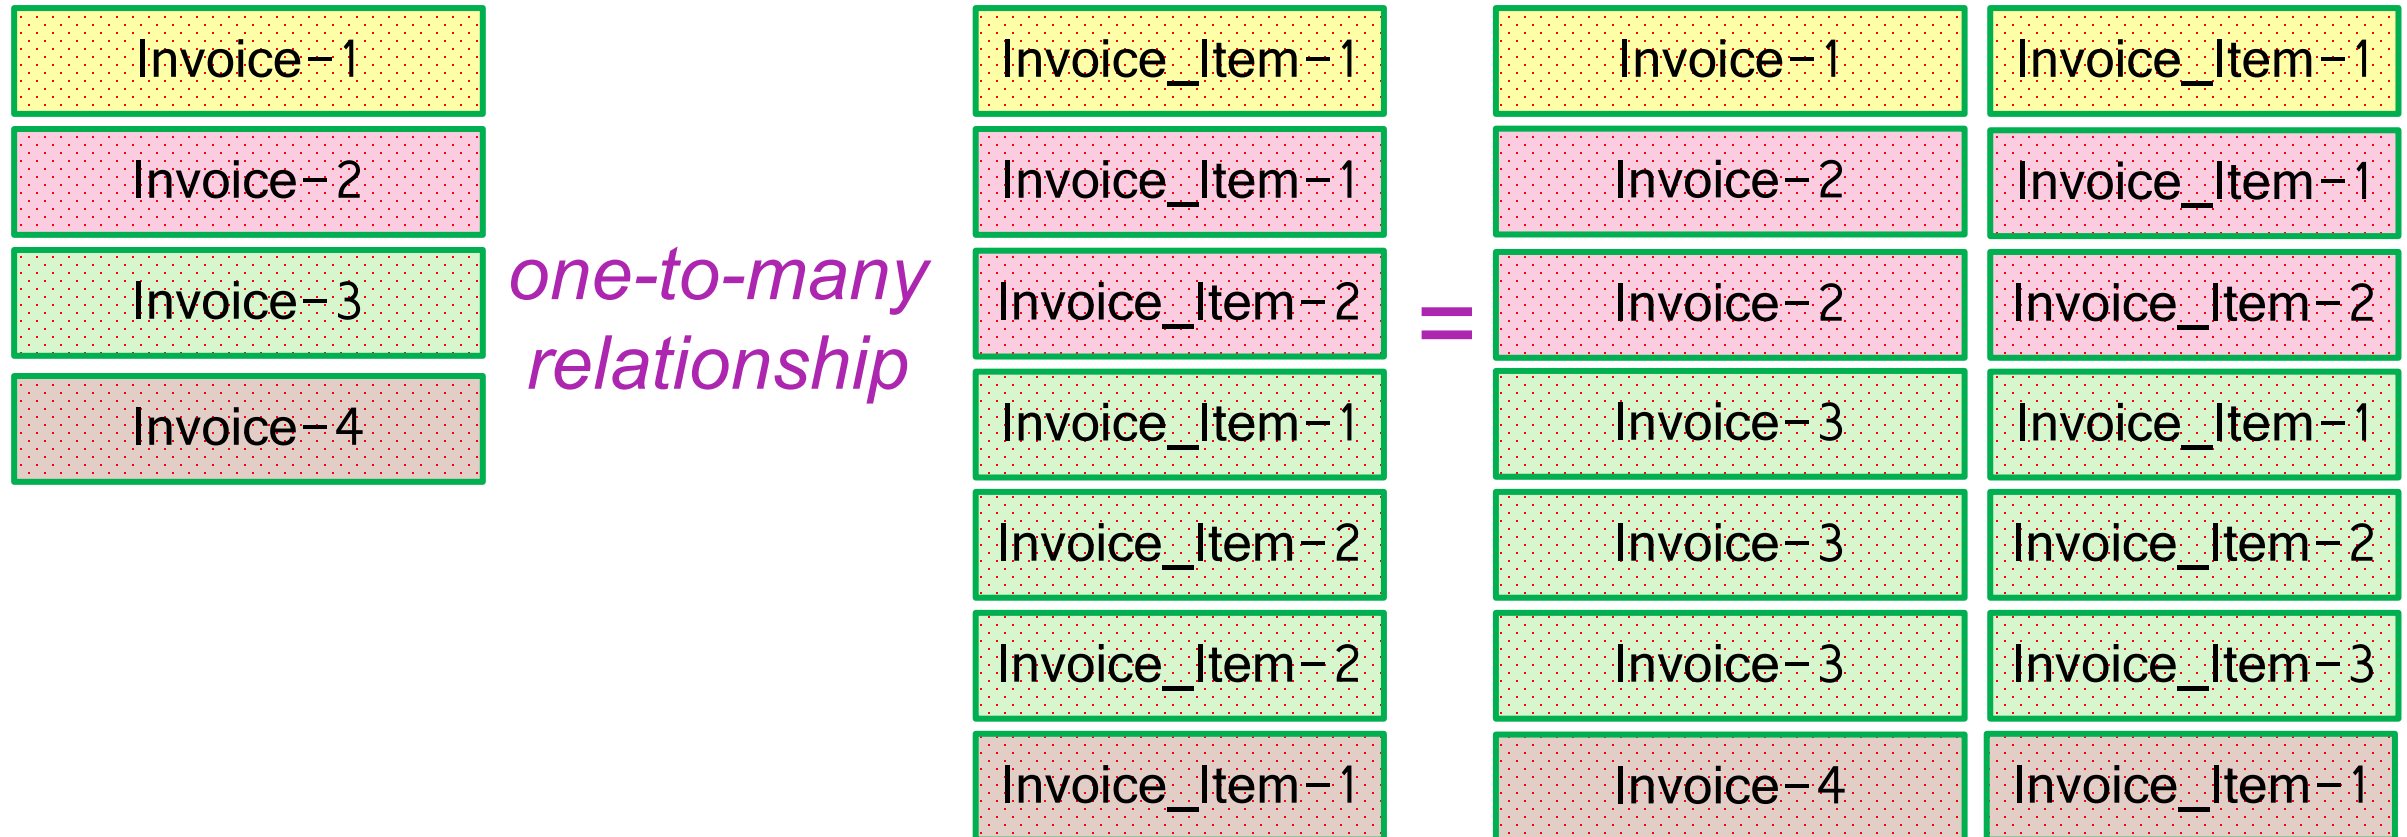 Invoice-1
Invoice-2
Invoice-3
Invoice-4
one-to-many
relationship
Invoice_Item-1
Invoice_Item-1
Invoice_Item-2
Invoice_Item-1
Invoice_Item-2
Invoice_Item-2
Invoice_Item-1
=
Invoice-1 Invoice_Item-1
Invoice-2 Invoice_Item-1
Invoice-2 Invoice_Item-2
Invoice-3 Invoice_Item-1
Invoice-3 Invoice_Item-2
Invoice-3 Invoice_Item-3
Invoice-4 Invoice_Item-1